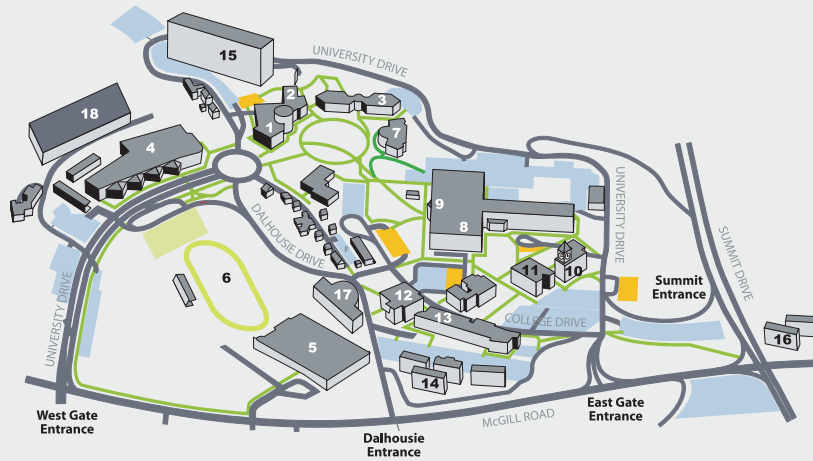 15
UNIVERSITY DRIVE
2
3
18
1
7
4
9
8
UNIVERSITY DRIVE
DALHOUSIE DRIVE
F
SUMMIT DRIVE
6
11
10
Summit
Entrance
17
12
13
COLLEGE DRIVE
UNIVERSITY DRIVE
5
16
14
West Gate
Entrance
McGILL ROAD
East Gate
Entrance
Dalhousie
Entrance